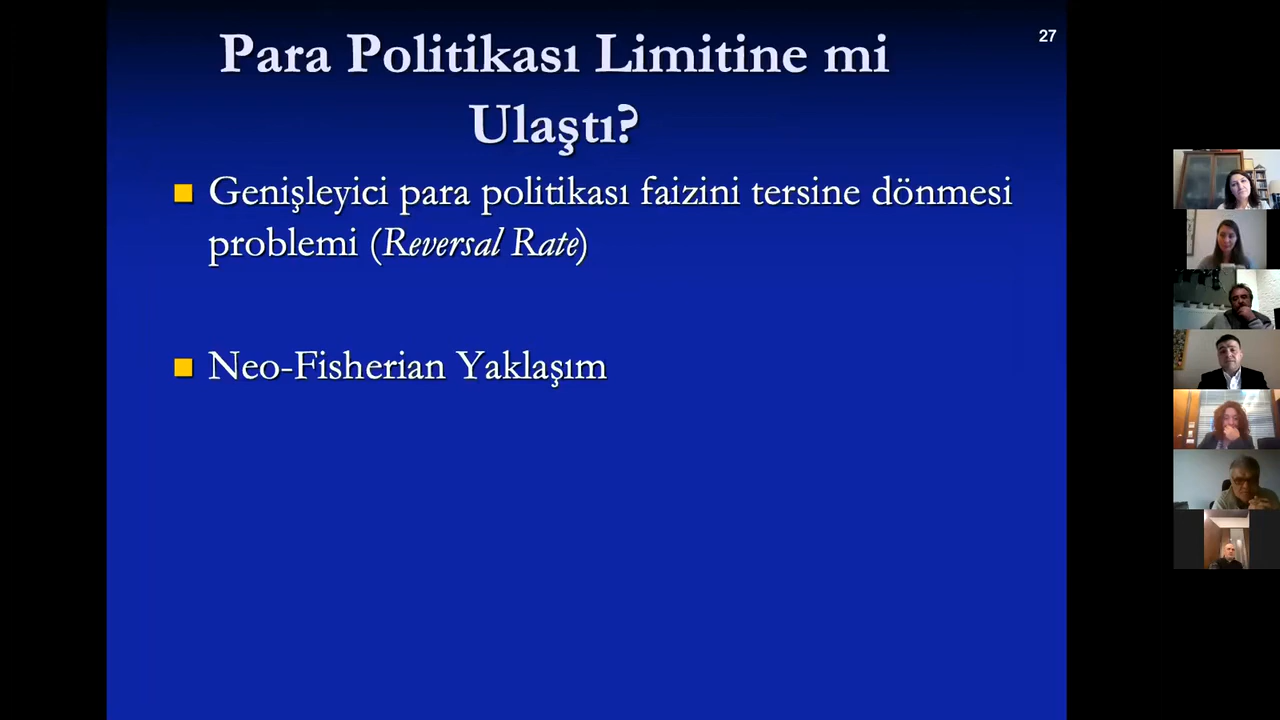 27
Para Politikası Limitine mi
Ulaştı?
Genişleyici para politikası faizini tersine dönmesi
problemi (Reversal Rate)
Neo-Fisherian Yaklaşım